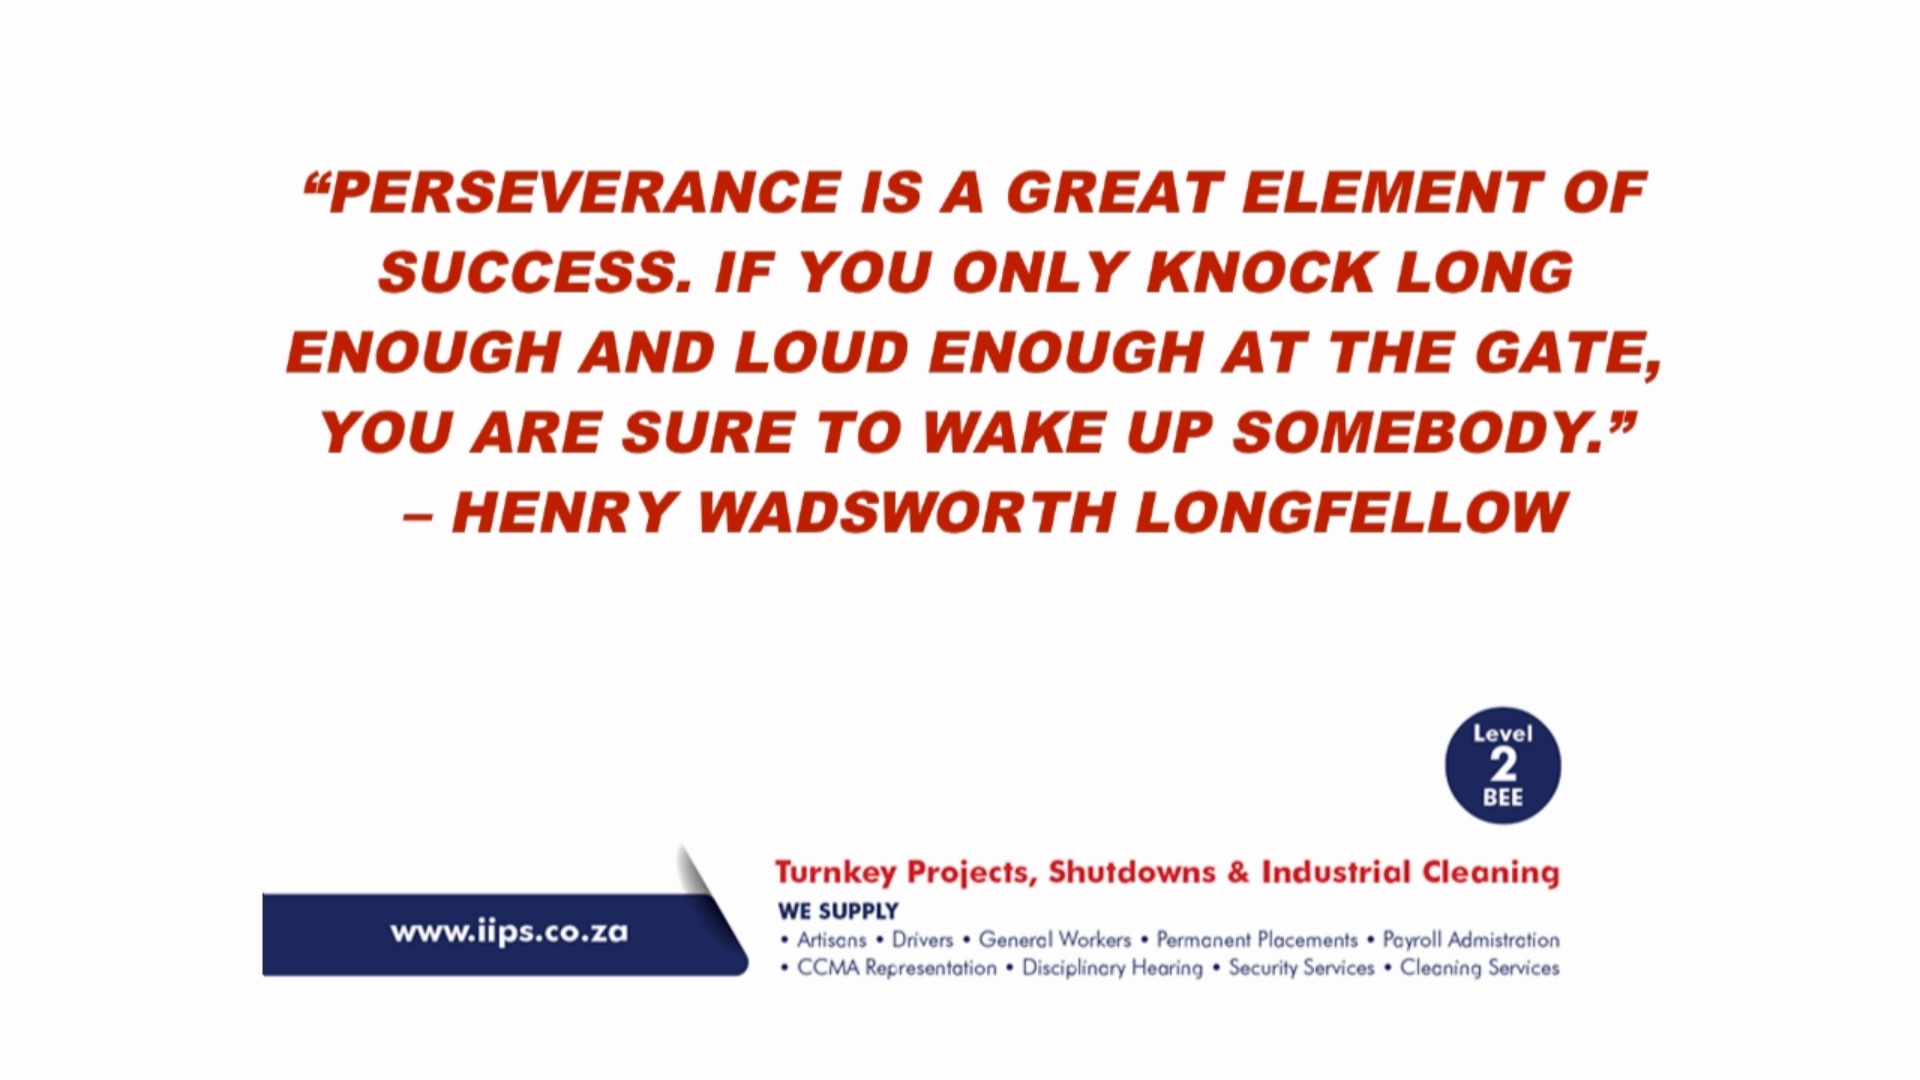 “PERSEVERANCE IS A GREAT ELEMENT OF
SUCCESS. IF YOU ONLY KNOCK LONG
ENOUGH AND LOUD ENOUGH AT THE GATE,
YOU ARE SURE TO WAKE UP SOMEBODY.”
– HENRY WADSWORTH LONGFELLOW
Level
2
BEE
Turnkey Projects, Shutdowns & Industrial Cleaning
WE SUPPLY
• Artisans • Drivers • General Workers • Permanent Placements • Payroll Admistration
• CCMA Representation • Disciplinary Hearing • Security Services • Cleaning Services
www.iips.co.za